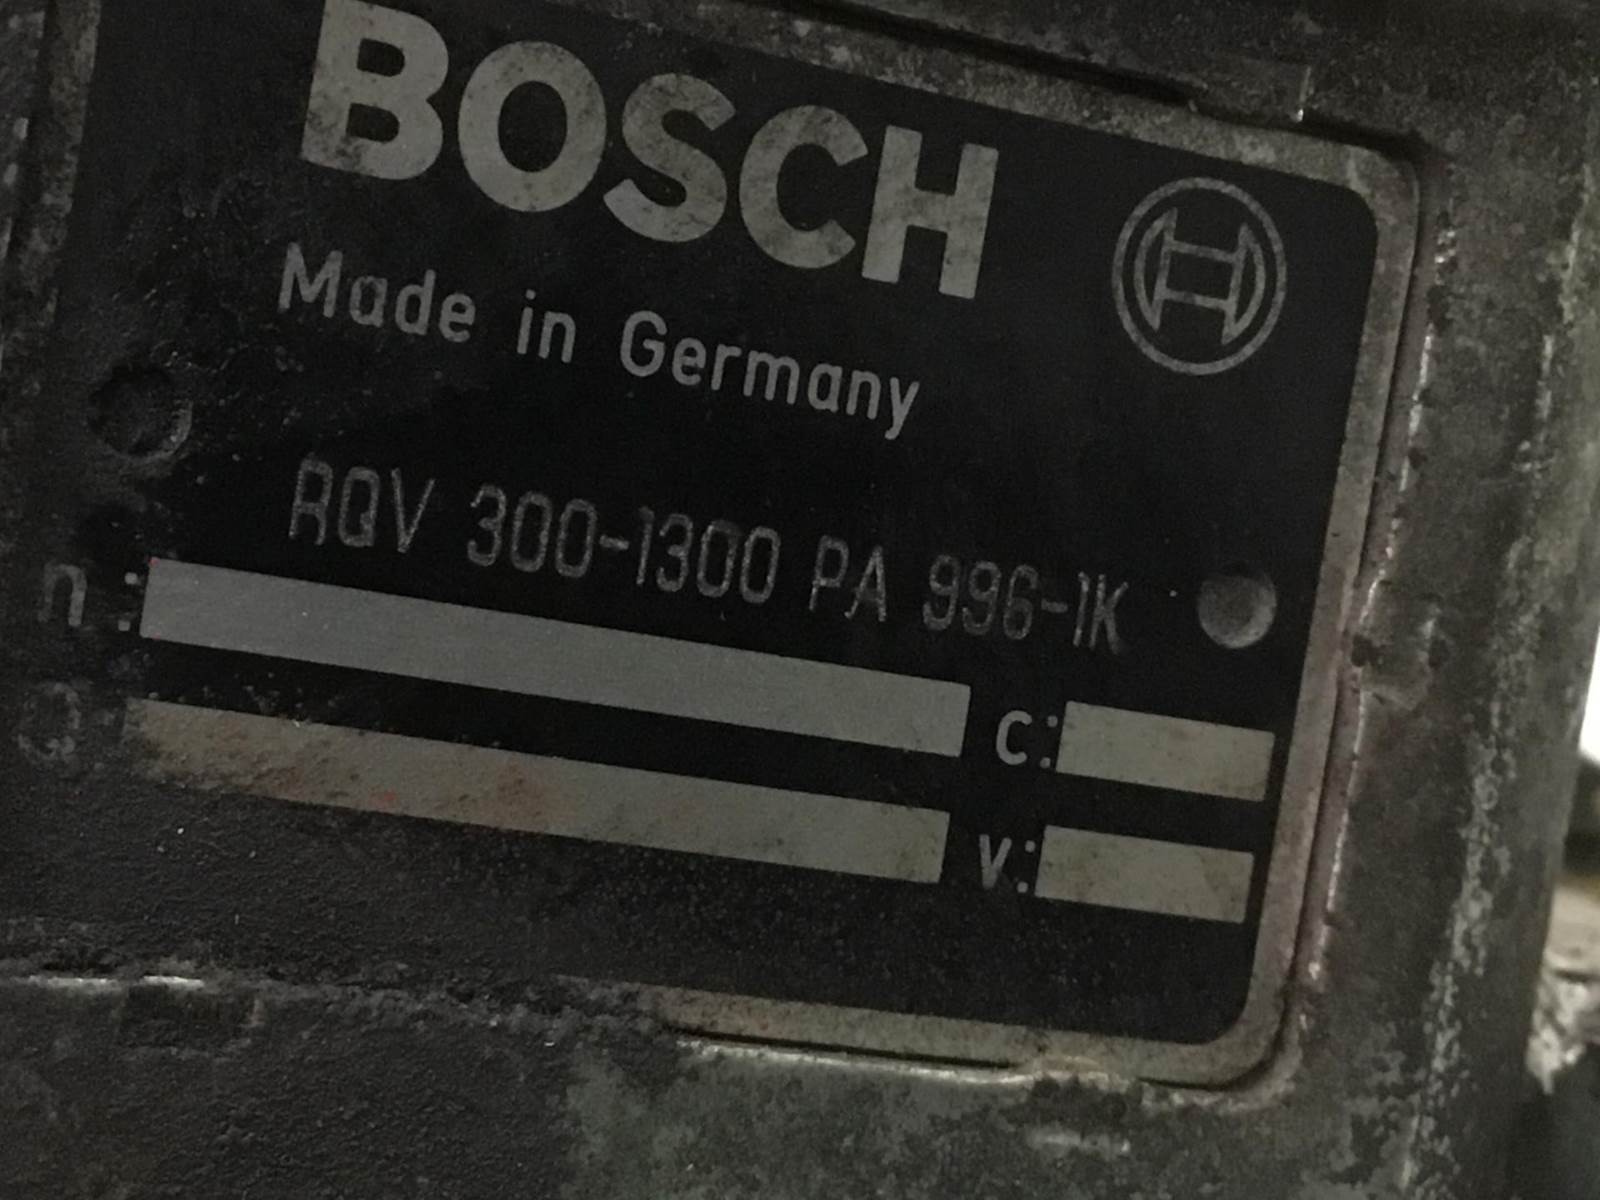 BOSCH
Made in Germany
RQV 300-1300 PA 996-1K
n :
c:
Q
v: